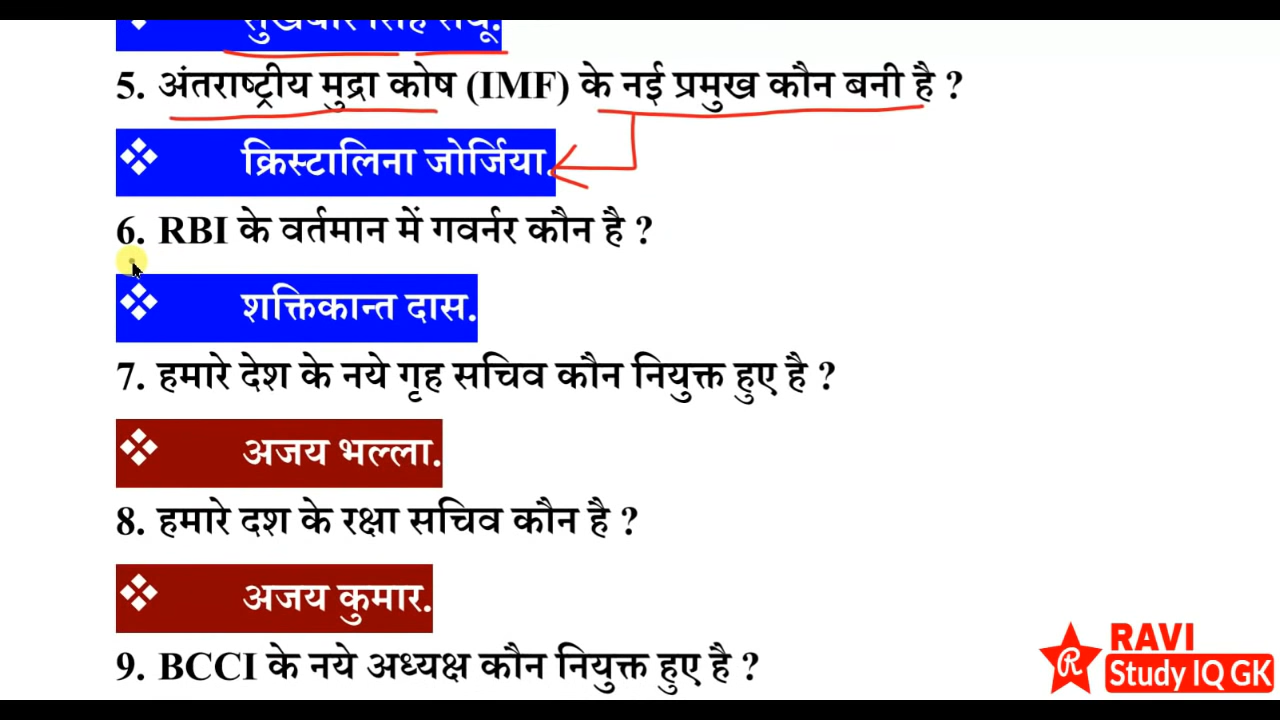 5. अंतराष्ट्रीय मुद्रा कोष (IMF) के नई प्रमुख कौन बनी है ?
❖ क्रिस्टालिना जोर्जिया.
6. RBI के वर्तमान में गवर्नर कौन है ?
❖ शक्तिकान्त दास.
7. हमारे देश के नये गृह सचिव कौन नियुक्त हुए है ?
❖ अजय भल्ला.
8. हमारे दश के रक्षा सचिव कौन है ?
❖ अजय कुमार.
9. BCCI के नये अध्यक्ष कौन नियुक्त हुए है ?
R RAVI
Study IQ GK